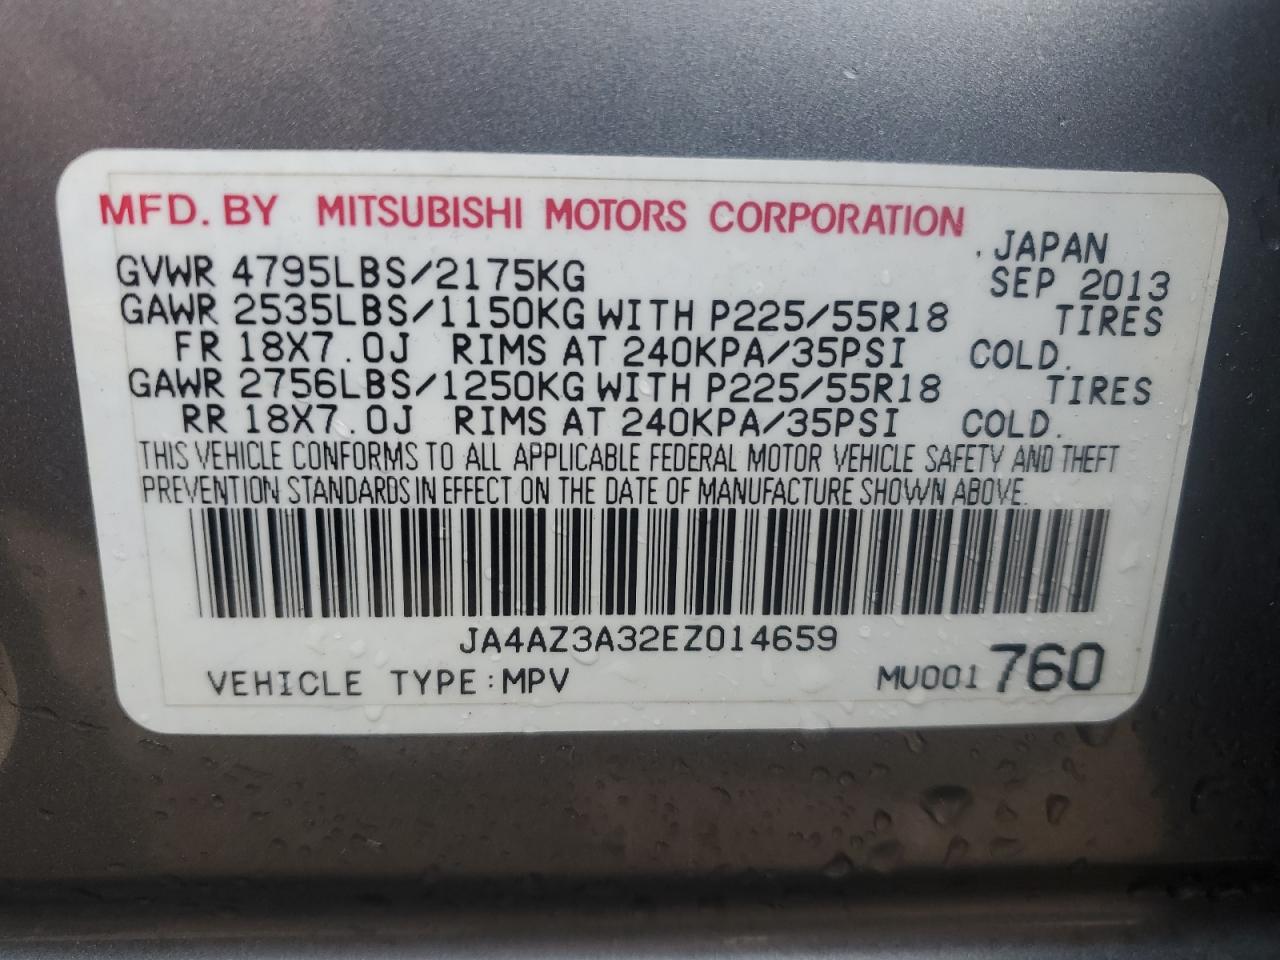 MFD. BY MITSUBISHI MOTORS CORPORATION
JAPAN
GVWR 4795LBS/2175KG SEP 2013
GAWR 2535LBS/1150KG WITH P225/55R18 TIRES
FR 18X7.0J RIMS AT 240KPA/35PSI COLD.
GAWR 2756LBS/1250KG WITH P225/55R18 TIRES
RR 18X7.0J RIMS AT 240KPA/35PSI COLD.
THIS VEHICLE CONFORMS TO ALL APPLICABLE FEDERAL MOTOR VEHICLE SAFETY AND THEFT
PREVENTION STANDARDS IN EFFECT ON THE DATE OF MANUFACTURE SHOWN ABOVE.
JA4AZ3A32EZ014659
VEHICLE TYPE:MPV MU001 760